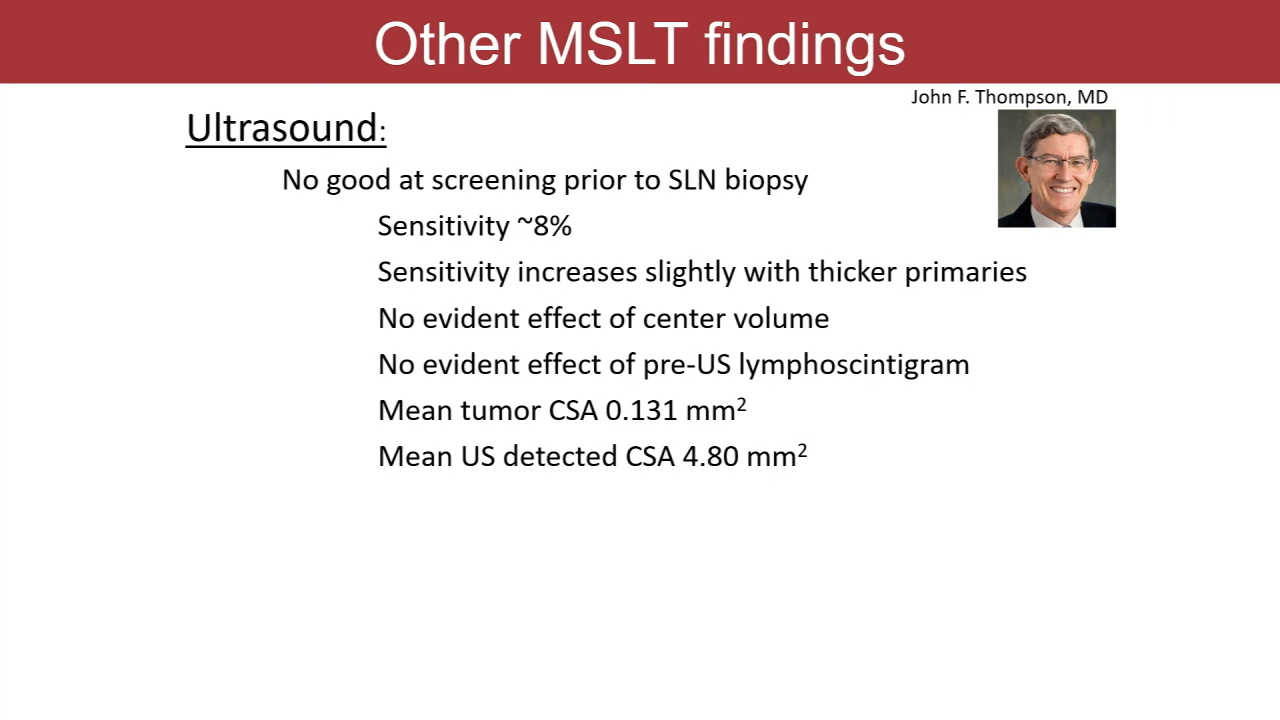 Other MSLT findings
John F. Thompson, MD
Ultrasound:
No good at screening prior to SLN biopsy
Sensitivity ~8%
Sensitivity increases slightly with thicker primaries
No evident effect of center volume
No evident effect of pre-US lymphoscintigram
Mean tumor CSA 0.131 mm²
Mean US detected CSA 4.80 mm²